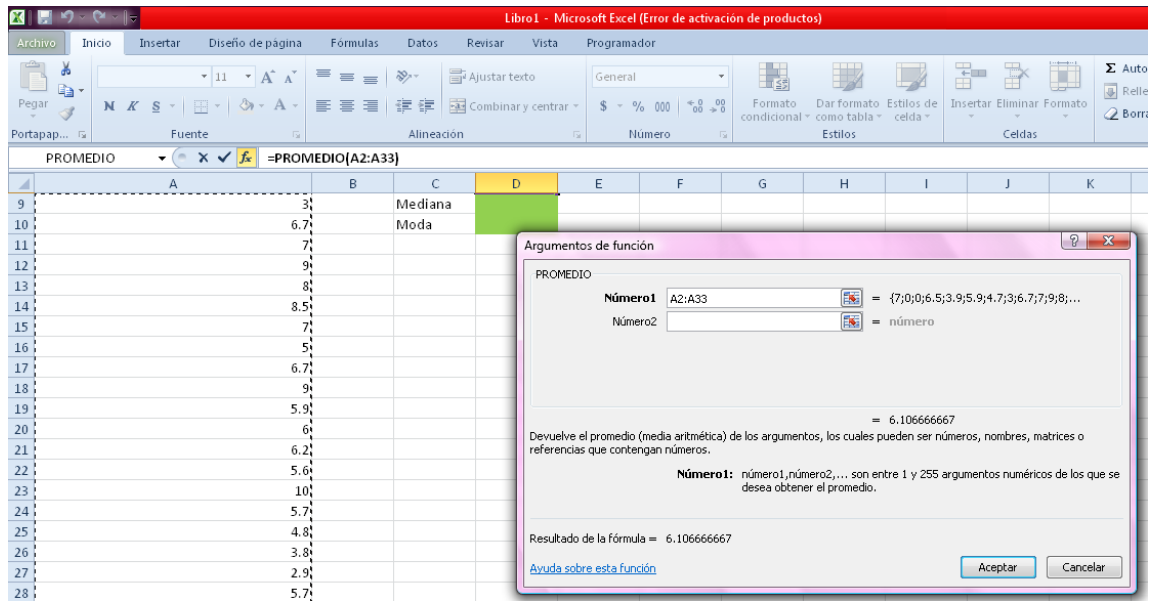 Libro1 - Microsoft Excel (Error de activación de productos)
Archivo Inicio Insertar Diseño de página Fórmulas Datos Revisar Vista Programador
Pegar
Portapap...
11
N K S
Fuente
Ajustar texto
Combinar y centrar
Alineación
General
$ % 000
Número
Formato condicional
Dar formato como tabla
Estilos de celda
Estilos
Insertar Eliminar Formato
Celdas
Σ Auto
Relle
Borra
PROMEDIO fx =PROMEDIO(A2:A33)
A B C D E F G H I J K
9 3 Mediana
10 6.7 Moda
11 7
12 9
13 8
14 8.5
15 7
16 5
17 6.7
18 9
19 5.9
20 6
21 6.2
22 5.6
23 10
24 5.7
25 4.8
26 3.8
27 2.9
28 5.7
Argumentos de función
PROMEDIO
Número1 A2:A33 = {7;0;0;6.5;3.9;5.9;4.7;3;6.7;7;9;8;...
Número2 = número
= 6.106666667
Devuelve el promedio (media aritmética) de los argumentos, los cuales pueden ser números, nombres, matrices o
referencias que contengan números.
Número1: número1,número2,... son entre 1 y 255 argumentos numéricos de los que se
desea obtener el promedio.
Resultado de la fórmula = 6.106666667
Ayuda sobre esta función
Aceptar Cancelar